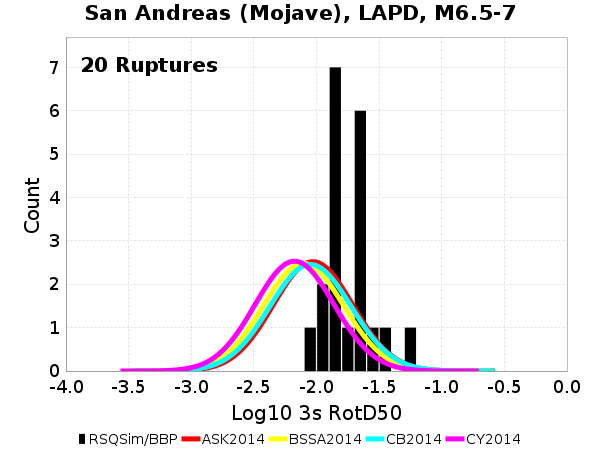 San Andreas (Mojave), LAPD, M6.5-7
20 Ruptures
7
6
5
4
3
2
1
0
Count
-4.0 -3.5 -3.0 -2.5 -2.0 -1.5 -1.0 -0.5 0.0
Log10 3s RotD50
RSQSim/BBP ASK2014 BSSA2014 CB2014 CY2014